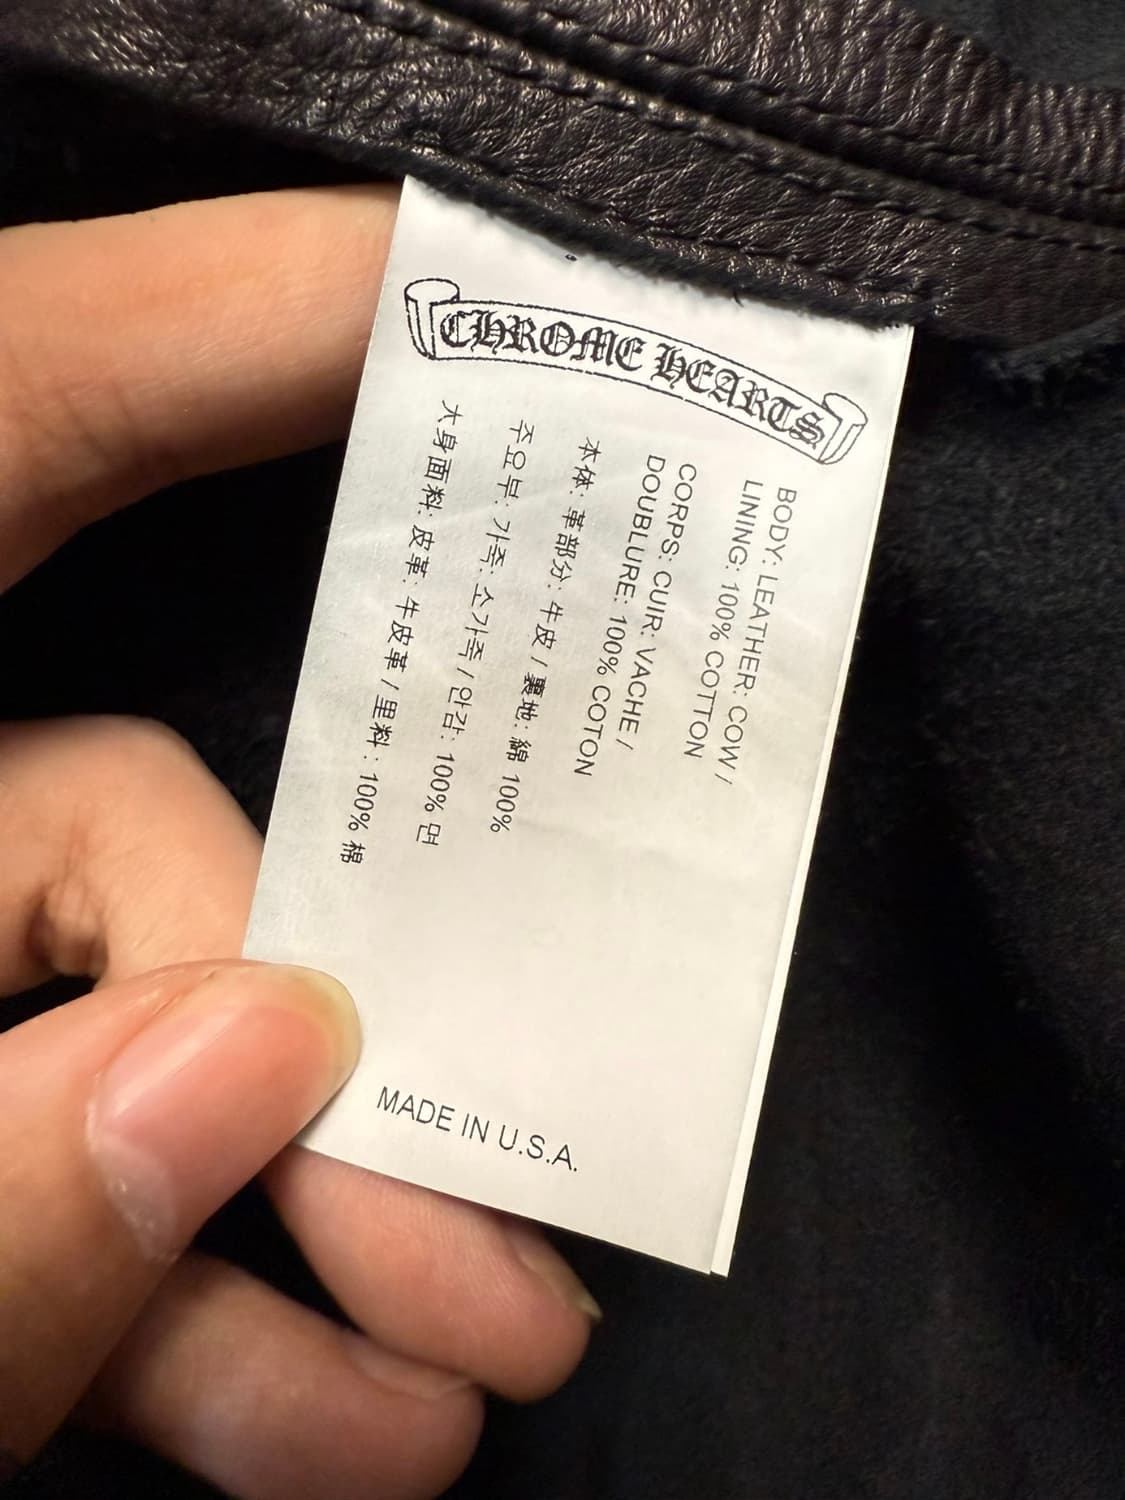 CHROME HEARTS
BODY: LEATHER: COW /
LINING: 100% COTTON
CORPS: CUIR: VACHE /
DOUBLURE: 100% COTON
本体: 革部分: 牛皮 / 裏地: 綿 100%
주요부: 가죽: 소가죽 / 안감: 100% 면
大身面料: 皮革: 牛皮革 / 里料 : 100% 棉
MADE IN U.S.A.